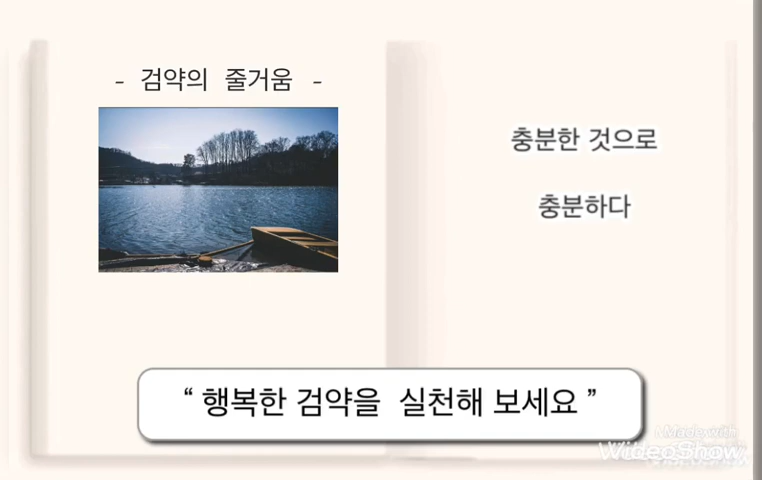 - 검약의 줄거움 -
충분한 것으로
충분하다
“ 행복한 검약을 실천해 보세요 ”
Made with
VideoShow